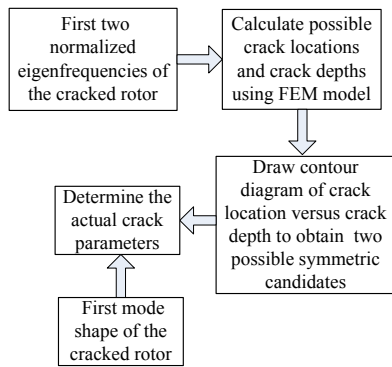 First two
normalized
eigenfrequencies of
the cracked rotor
Calculate possible
crack locations
and crack depths
using FEM model
Draw contour
diagram of crack
location versus crack
depth to obtain two
possible symmetric
candidates
Determine the
actual crack
parameters
First mode
shape of the
cracked rotor